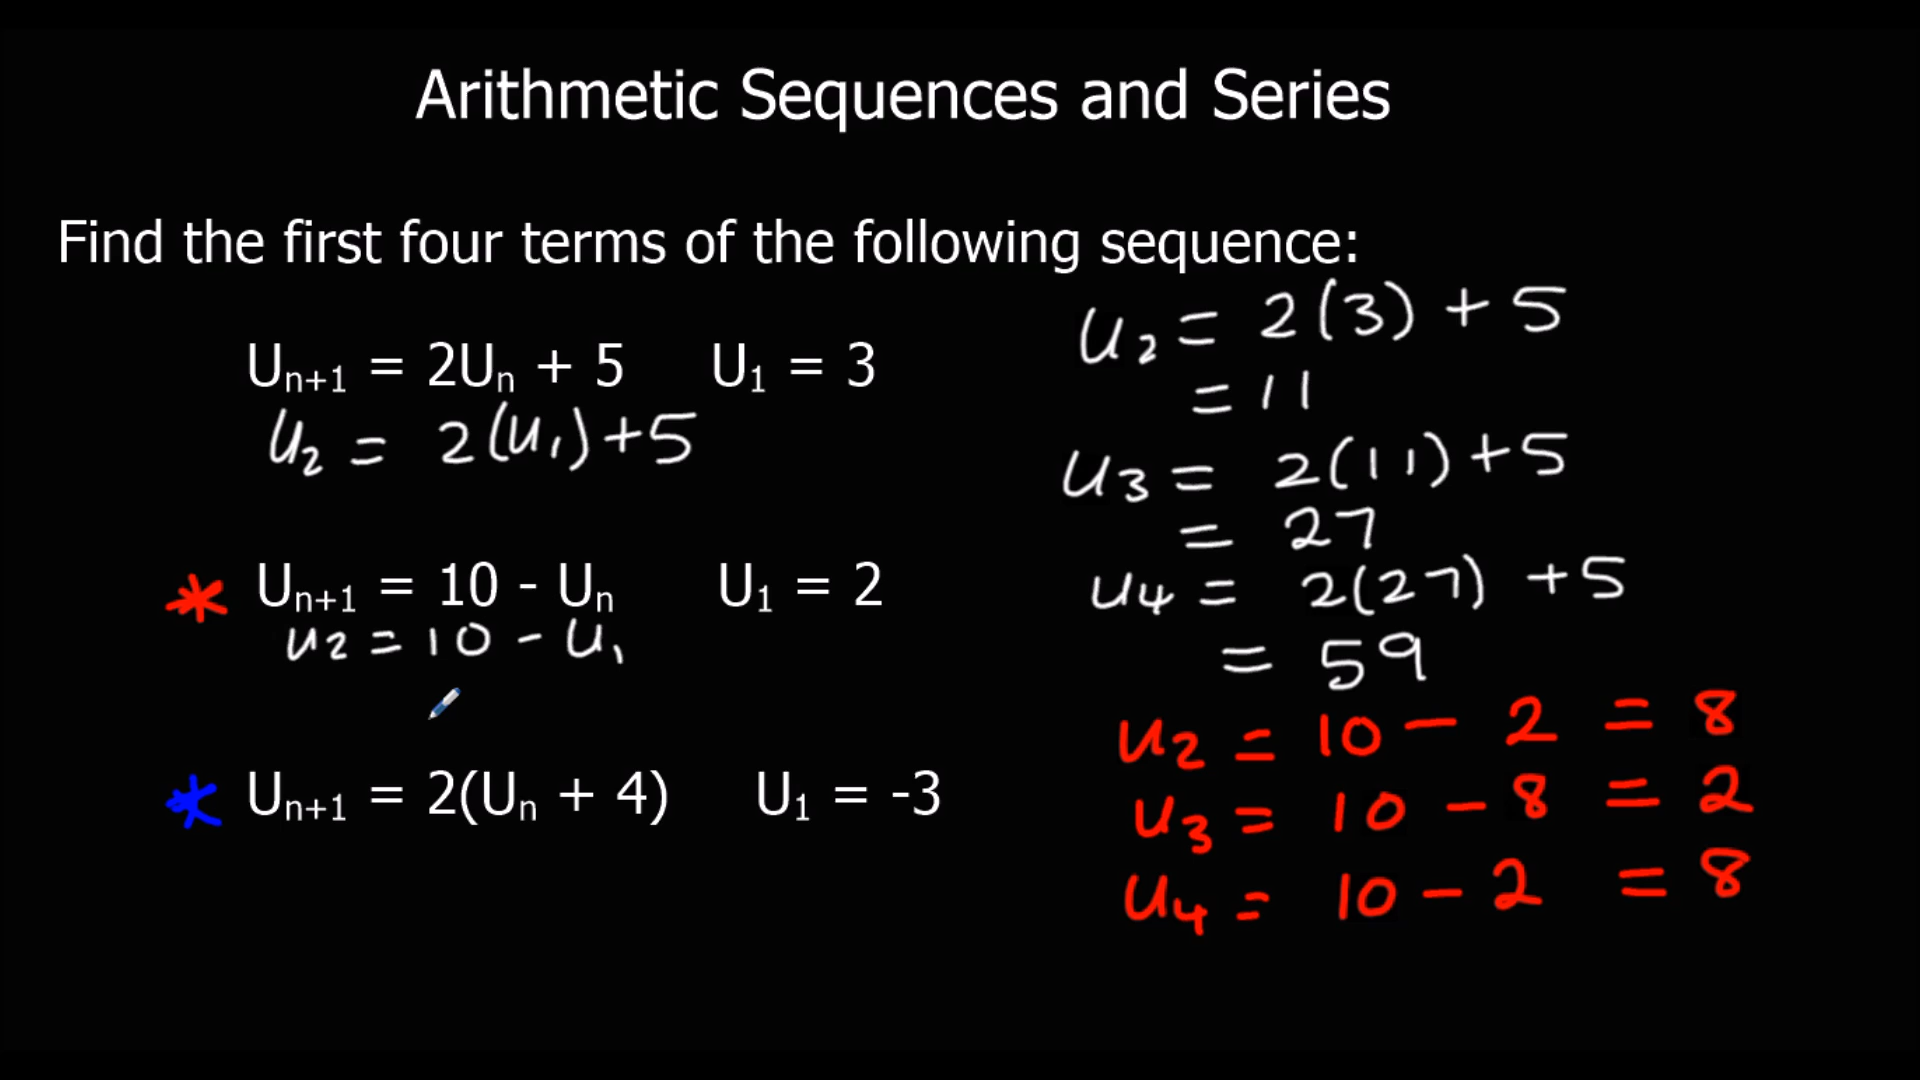 Arithmetic Sequences and Series
Find the first four terms of the following sequence:
Uₙ₊₁ = 2Uₙ + 5 U₁ = 3
U₂ = 2(U₁)+5
* Uₙ₊₁ = 10 - Uₙ U₁ = 2
U₂ = 10 - U₁
* Uₙ₊₁ = 2(Uₙ + 4) U₁ = -3
U₂ = 2(3) + 5
= 11
U₃ = 2(11)+5
= 27
U₄ = 2(27) +5
= 59
U₂ = 10 - 2 = 8
U₃ = 10 - 8 = 2
U₄ = 10 - 2 = 8